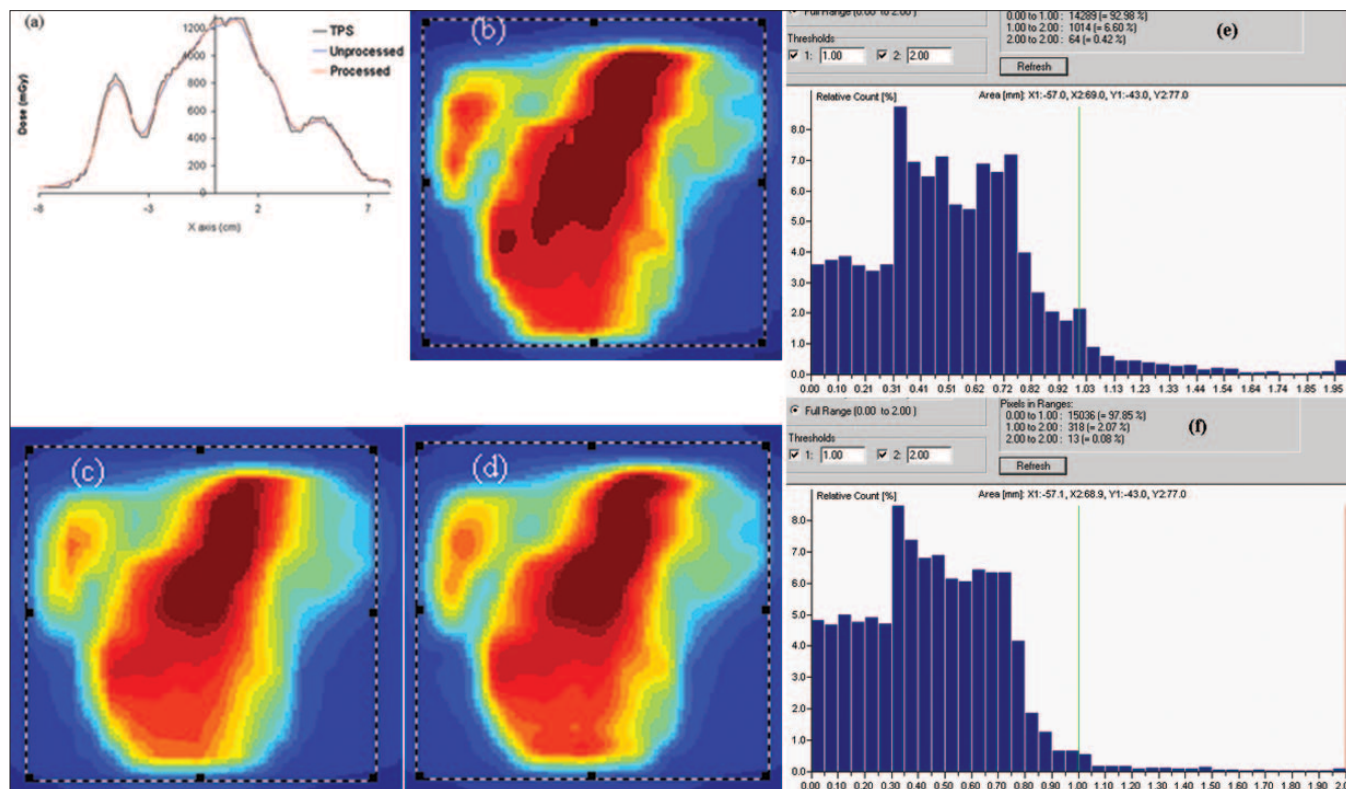 (a)
TPS
Unprocessed
Processed
Dose (mGy)
1200
1000
800
600
400
200
0
-8 -3 2 7
X axis (cm)
(b)
Full Range (0.00 to 2.00)
0.00 to 1.00 : 14289 (= 92.98 %)
1.00 to 2.00 : 1014 (= 6.60 %)
2.00 to 2.00 : 64 (= 0.42 %)
(e)
Thresholds
1: 1.00 2: 2.00
Refresh
Relative Count [%] Area [mm]: X1:-57.0, X2:69.0, Y1:-43.0, Y2:77.0
8.0
7.0
6.0
5.0
4.0
3.0
2.0
1.0
0.0
0.00 0.10 0.21 0.31 0.41 0.51 0.62 0.72 0.82 0.92 1.03 1.13 1.23 1.33 1.44 1.54 1.64 1.74 1.85 1.95
(c)
(d)
Full Range (0.00 to 2.00)
Pixels in Ranges:
0.00 to 1.00 : 15036 (= 97.85 %)
1.00 to 2.00 : 318 (= 2.07 %)
2.00 to 2.00 : 13 (= 0.08 %)
(f)
Thresholds
1: 1.00 2: 2.00
Refresh
Relative Count [%] Area [mm]: X1:-57.1, X2:68.9, Y1:-43.0, Y2:77.0
8.0
7.0
6.0
5.0
4.0
3.0
2.0
1.0
0.0
0.00 0.10 0.20 0.30 0.40 0.50 0.60 0.70 0.80 0.90 1.00 1.10 1.20 1.30 1.40 1.50 1.60 1.70 1.80 1.90 2.0